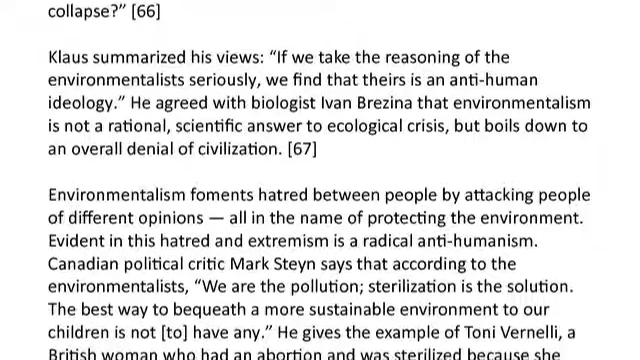 collapse?” [66]
Klaus summarized his views: “If we take the reasoning of the
environmentalists seriously, we find that theirs is an anti-human
ideology.” He agreed with biologist Ivan Brezina that environmentalism
is not a rational, scientific answer to ecological crisis, but boils down to
an overall denial of civilization. [67]
Environmentalism foments hatred between people by attacking people
of different opinions — all in the name of protecting the environment.
Evident in this hatred and extremism is a radical anti-humanism.
Canadian political critic Mark Steyn says that according to the
environmentalists, “We are the pollution; sterilization is the solution.
The best way to bequeath a more sustainable environment to our
children is not [to] have any.” He gives the example of Toni Vernelli, a
British woman who had an abortion and was sterilized because she